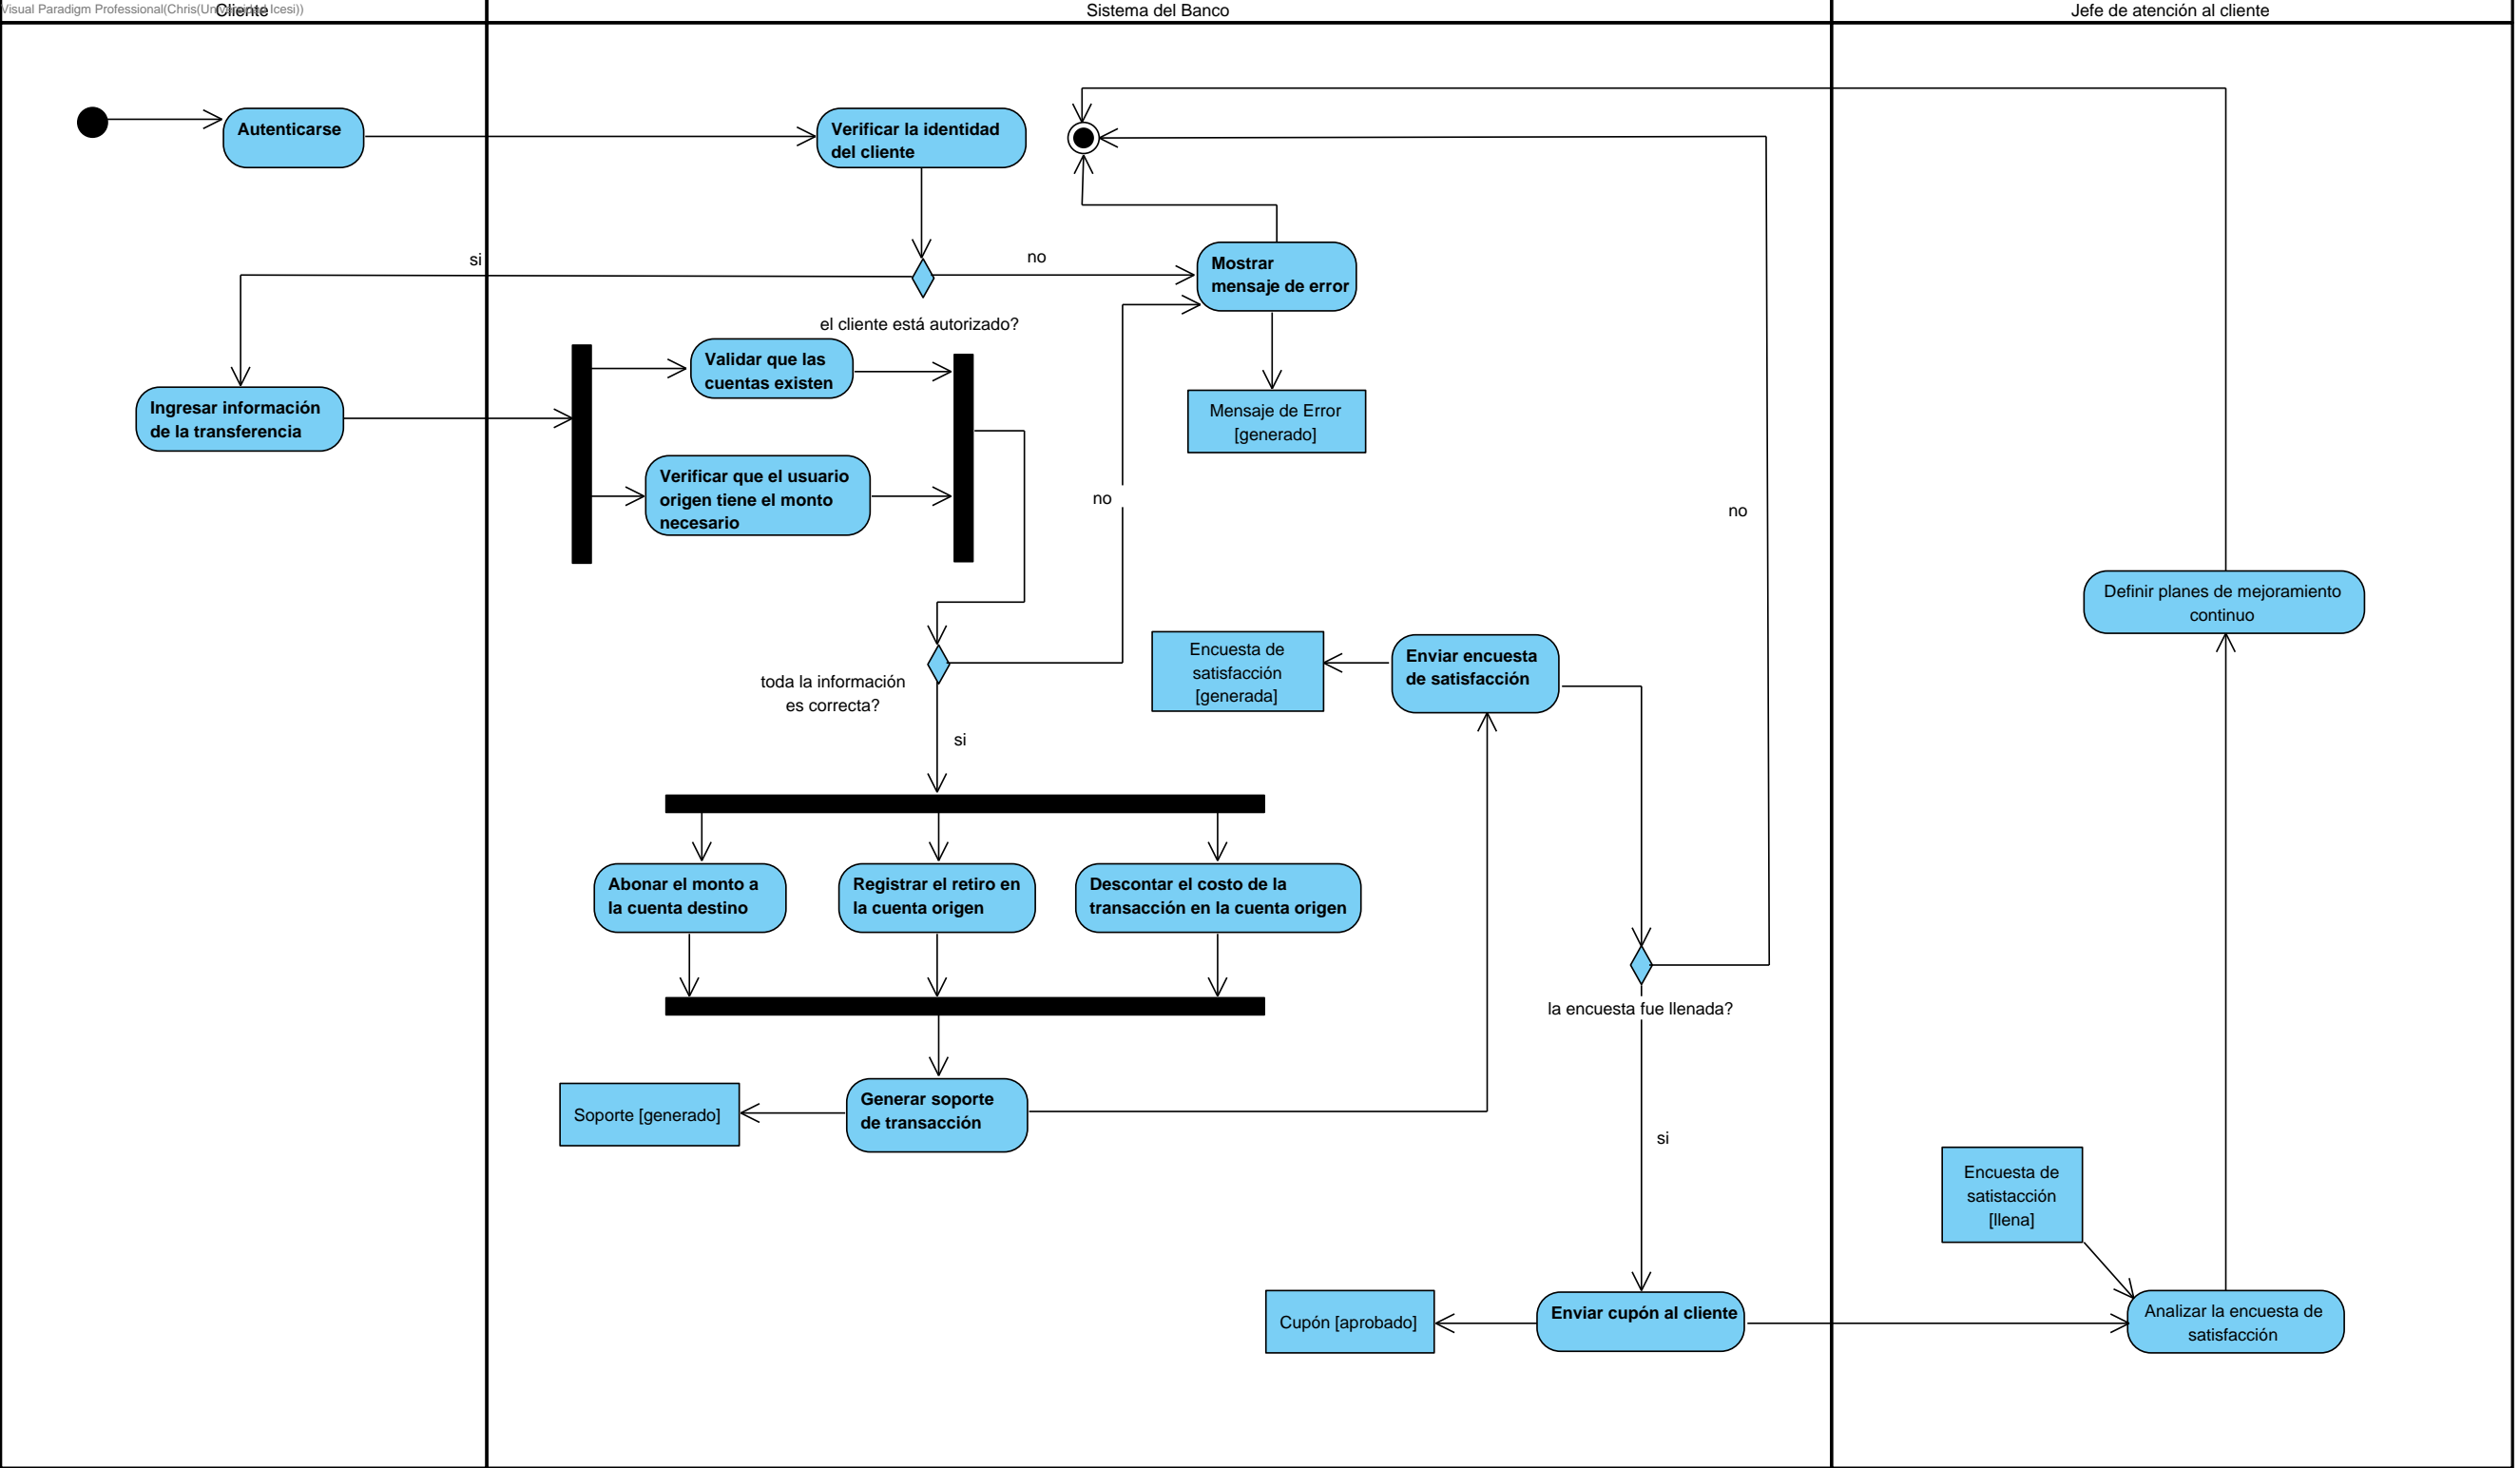 Visual Paradigm Professional(Chris(Universidad Icesi))
Cliente
Sistema del Banco
Jefe de atención al cliente
Autenticarse
Verificar la identidad
del cliente
si
no
Mostrar
mensaje de error
el cliente está autorizado?
Validar que las
cuentas existen
Ingresar información
de la transferencia
Mensaje de Error
[generado]
Verificar que el usuario
origen tiene el monto
necesario
no
no
Definir planes de mejoramiento
continuo
Encuesta de
satisfacción
[generada]
Enviar encuesta
de satisfacción
toda la información
es correcta?
si
Abonar el monto a
la cuenta destino
Registrar el retiro en
la cuenta origen
Descontar el costo de la
transacción en la cuenta origen
la encuesta fue llenada?
Soporte [generado]
Generar soporte
de transacción
si
Encuesta de
satistacción
[llena]
Cupón [aprobado]
Enviar cupón al cliente
Analizar la encuesta de
satisfacción